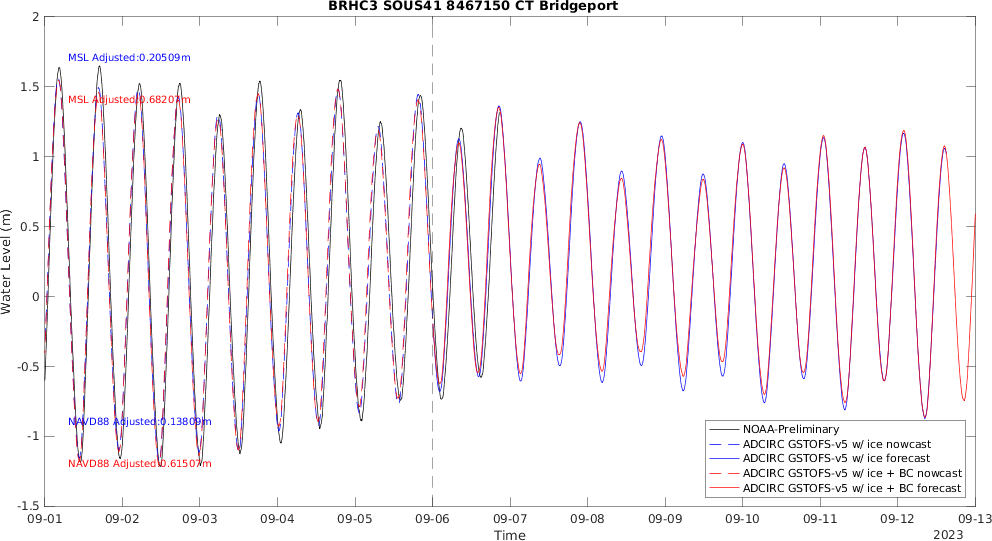 BRHC3 SOUS41 8467150 CT Bridgeport
2
1.5
1
0.5
0
-0.5
-1
-1.5
Water Level (m)
MSL Adjusted:0.20509m
MSL Adjusted:0.68207m
NAVD88 Adjusted:0.13809m
NAVD88 Adjusted:0.61507m
NOAA-Preliminary
ADCIRC GSTOFS-v5 w/ ice nowcast
ADCIRC GSTOFS-v5 w/ ice forecast
ADCIRC GSTOFS-v5 w/ ice + BC nowcast
ADCIRC GSTOFS-v5 w/ ice + BC forecast
09-01 09-02 09-03 09-04 09-05 09-06 09-07 09-08 09-09 09-10 09-11 09-12 09-13
Time
2023